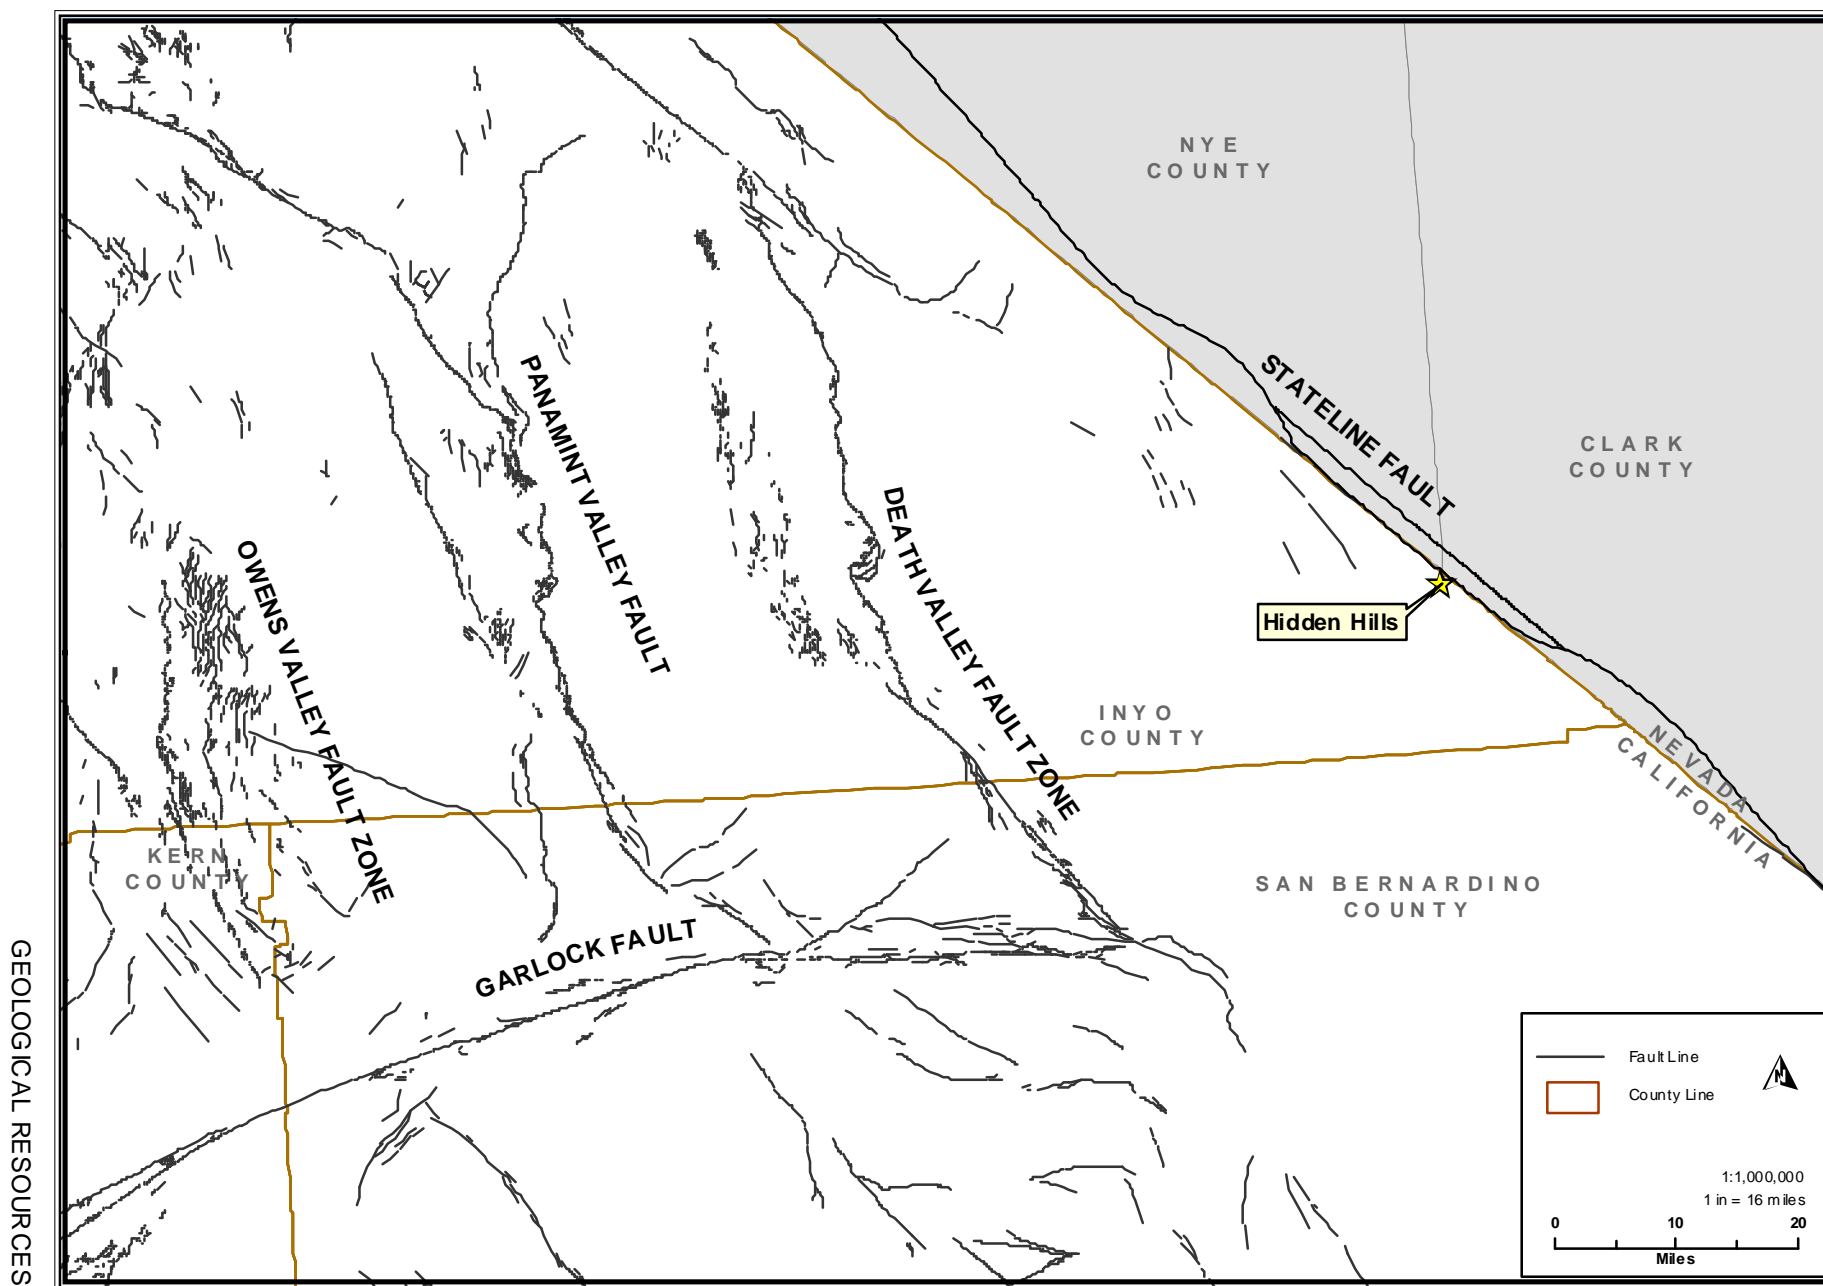 NYE
COUNTY
STATELINE FAULT
CLARK
COUNTY
PANAMINT VALLEY FAULT
DEATH VALLEY FAULT ZONE
OWENS VALLEY FAULT ZONE
Hidden Hills
INYO
COUNTY
NEVADA
CALIFORNIA
KERN
COUNTY
SAN BERNARDINO
COUNTY
GARLOCK FAULT
GEOLOGICAL RESOURCES
Fault Line
N
County Line
1:1,000,000
1 in = 16 miles
0 10 20
Miles